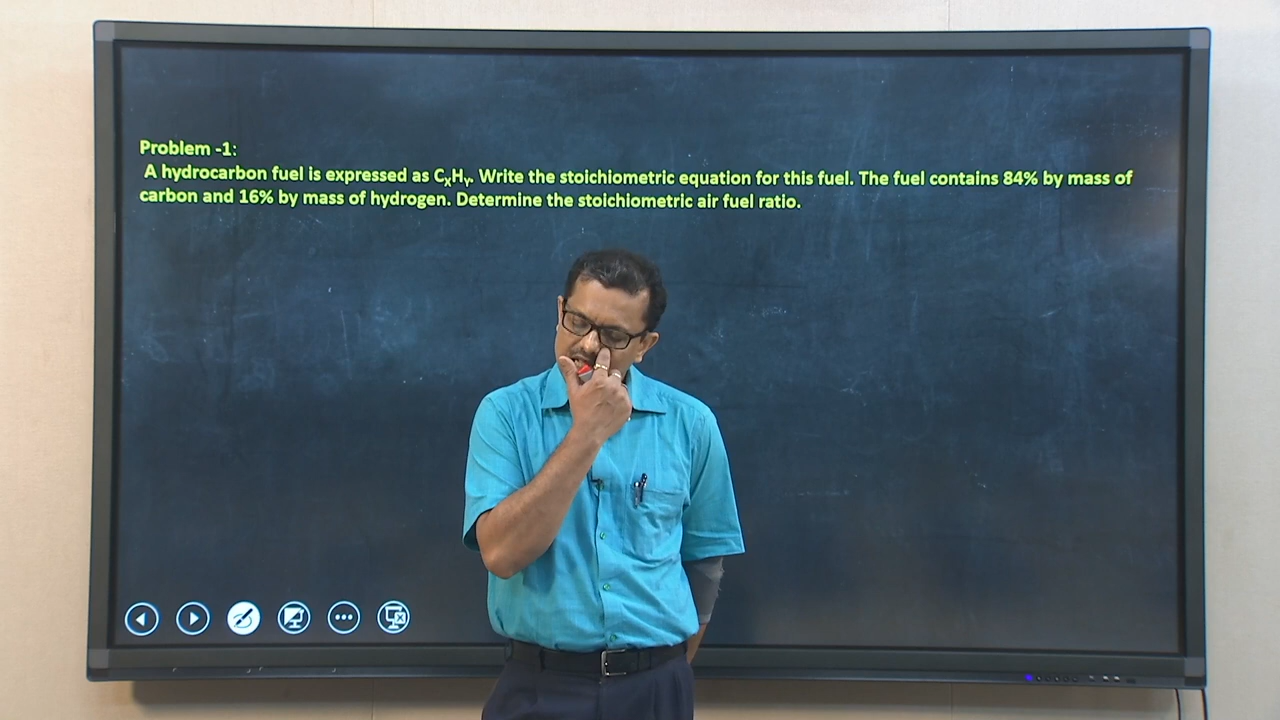 Problem -1:
A hydrocarbon fuel is expressed as CxHY. Write the stoichiometric equation for this fuel. The fuel contains 84% by mass of
carbon and 16% by mass of hydrogen. Determine the stoichiometric air fuel ratio.